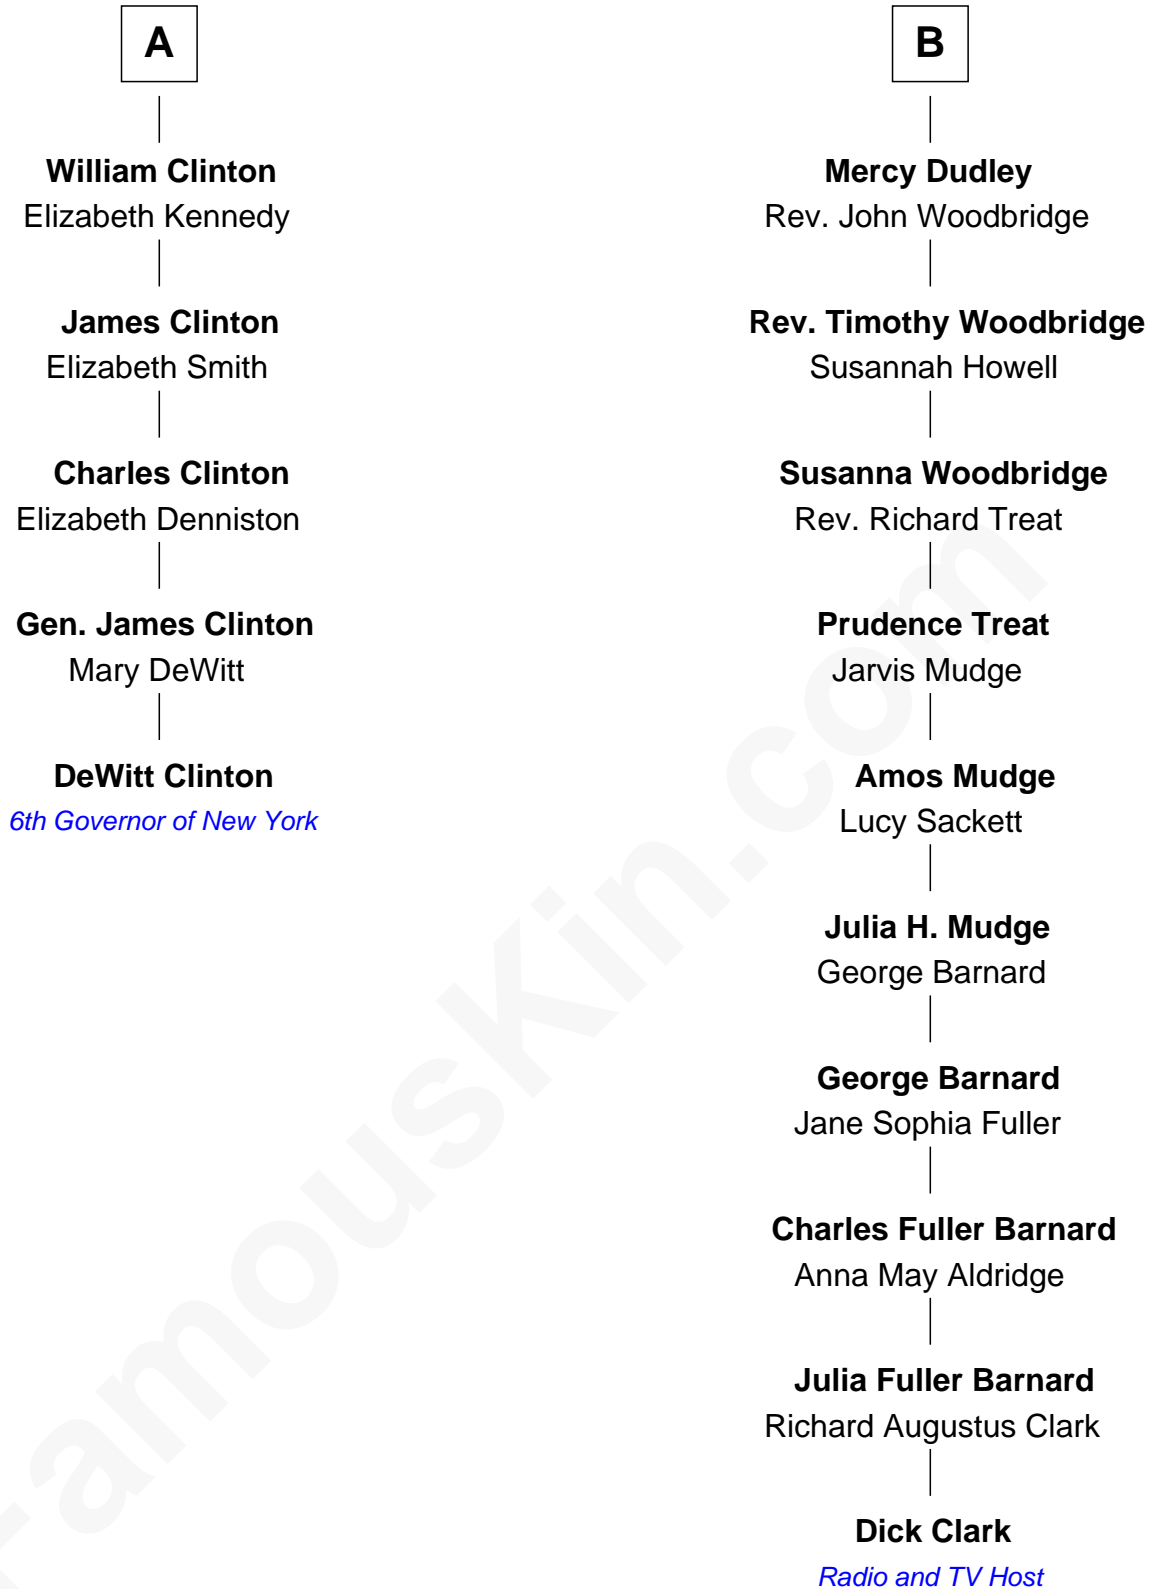 A
William Clinton
Elizabeth Kennedy
James Clinton
Elizabeth Smith
Charles Clinton
Elizabeth Denniston
Gen. James Clinton
Mary DeWitt
DeWitt Clinton
6th Governor of New York
B
Mercy Dudley
Rev. John Woodbridge
Rev. Timothy Woodbridge
Susannah Howell
Susanna Woodbridge
Rev. Richard Treat
Prudence Treat
Jarvis Mudge
Amos Mudge
Lucy Sackett
Julia H. Mudge
George Barnard
George Barnard
Jane Sophia Fuller
Charles Fuller Barnard
Anna May Aldridge
Julia Fuller Barnard
Richard Augustus Clark
Dick Clark
Radio and TV Host
FamousKin.com